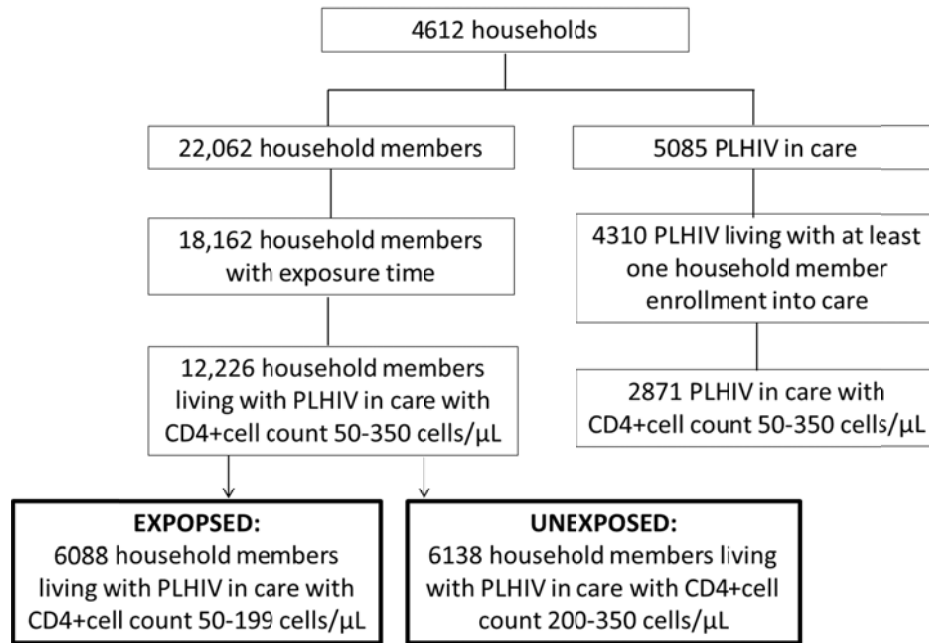 4612 households
22,062 household members
5085 PLHIV in care
18,162 household members
with exposure time
4310 PLHIV living with at least
one household member
enrollment into care
12,226 household members
living with PLHIV in care with
CD4+cell count 50-350 cells/µL
2871 PLHIV in care with
CD4+cell count 50-350 cells/µL
EXPOPSED:
6088 household members
living with PLHIV in care with
CD4+cell count 50-199 cells/µL
UNEXPOSED:
6138 household members living
with PLHIV in care with CD4+cell
count 200-350 cells/µL